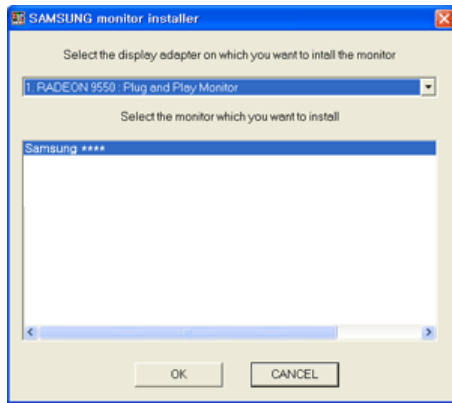 SAMSUNG monitor installer
Select the display adapter on which you want to intall the monitor
1. RADEON 9550 : Plug and Play Monitor
Select the monitor which you want to install
Samsung ****
OK CANCEL